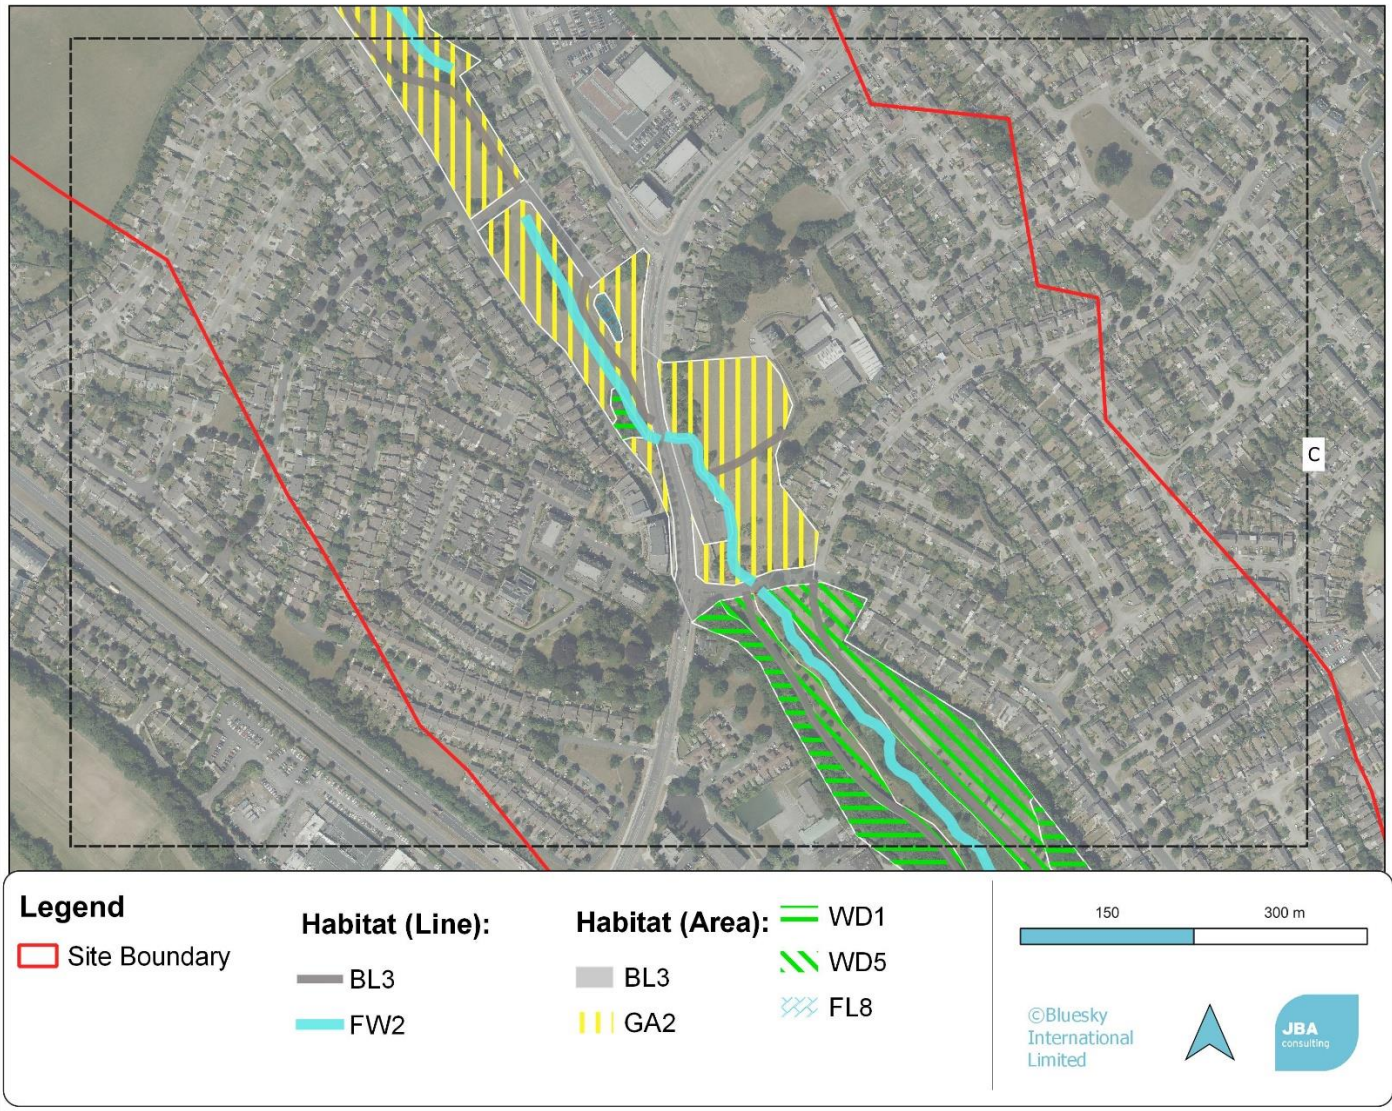 C
Legend
Site Boundary
Habitat (Line):
BL3
FW2
Habitat (Area):
BL3
GA2
WD1
WD5
FL8
150 300 m
©Bluesky
International
Limited
JBA
consulting